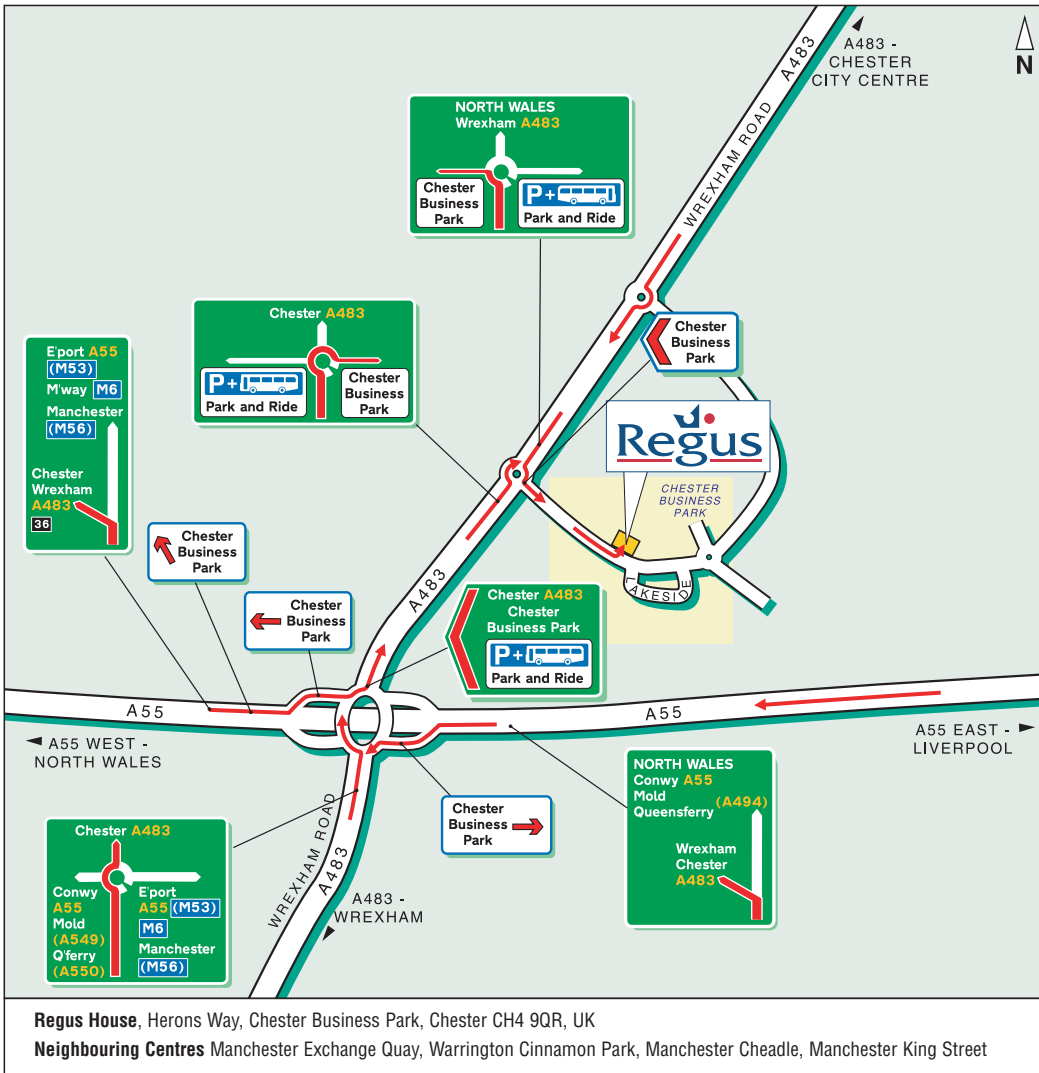 A483 -
CHESTER
CITY CENTRE
N
A483
WREXHAM ROAD
NORTH WALES
Wrexham A483
Chester
Business
Park
P+
Park and Ride
Chester A483
P+
Park and Ride
Chester
Business
Park
Chester
Business
Park
E'port A55
(M53)
M'way M6
Manchester
(M56)
Chester
Wrexham
A483
36
Regus
CHESTER
BUSINESS
PARK
LAKESIDE
Chester
Business
Park
Chester
Business
Park
A483
Chester A483
Chester
Business Park
P+
Park and Ride
A55
A55
A55 WEST -
NORTH WALES
A55 EAST -
LIVERPOOL
Chester
Business
Park
NORTH WALES
Conwy A55
Mold
Queensferry (A494)
Wrexham
Chester
A483
Chester A483
Conwy
A55
Mold
(A549)
Q'ferry
(A550)
E'port
A55 (M53)
M6
Manchester
(M56)
WREXHAM ROAD
A483
A483 -
WREXHAM
Regus House, Herons Way, Chester Business Park, Chester CH4 9QR, UK
Neighbouring Centres Manchester Exchange Quay, Warrington Cinnamon Park, Manchester Cheadle, Manchester King Street